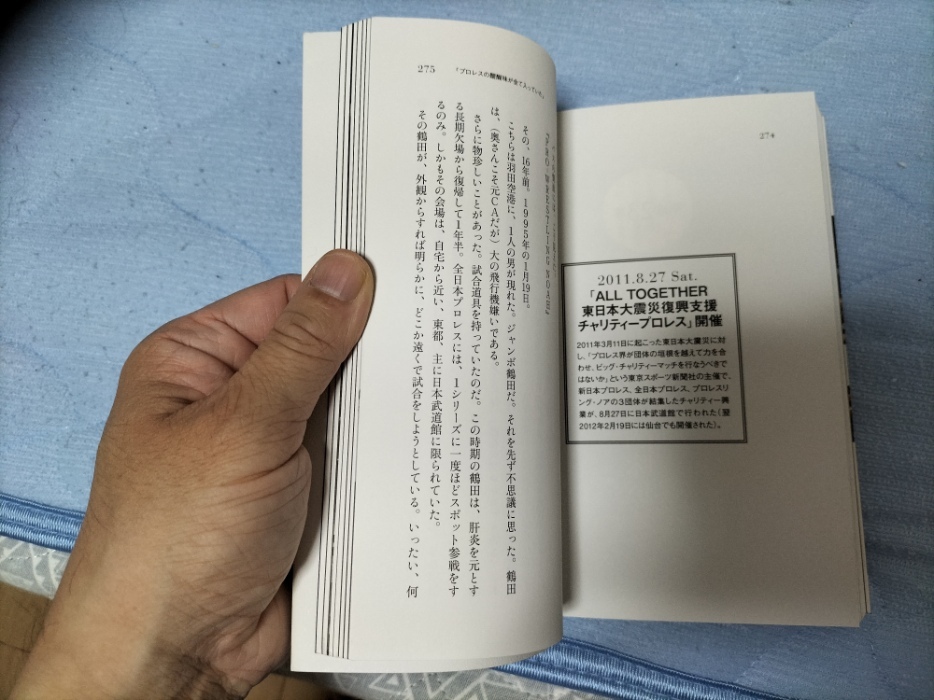 274
2011.8.27 Sat.
「ALL TOGETHER
東日本大震災復興支援
チャリティープロレス」開催
2011年3月11日に起こった東日本大震災に対
し、「プロレス界が団体の垣根を越えて力を合
わせ、ビッグ・チャリティーマッチを行なうべきで
はないか」という東京スポーツ新聞社の主催で、
新日本プロレス、全日本プロレス、プロレスリ
ング・ノアの3団体が結集したチャリティー興
業が、8月27日に日本武道館で行われた(翌
2012年2月19日には仙台でも開催された)。
275
「プロレスの醍醐味が全て入っていた」
『PRO WRESTLING NOAH』
その、16年前、1995年の1月19日。
こちらは羽田空港に、1人の男が現れた。ジャンボ鶴田だ。それを先ず不思議に思った。鶴田
は、(奥さんこそ元CAだが)大の飛行機嫌いである。
さらに物珍しいことがあった。試合道具を持っていたのだ。この時期の鶴田は、肝炎を元とす
る長期欠場から復帰して1年半。全日本プロレスには、1シリーズに一度ほどスポット参戦をす
るのみ。しかもその会場は、自宅から近い、東都、主に日本武道館に限られていた。
その鶴田が、外観からすれば明らかに、どこか遠くで試合をしようとしている。いったい、何